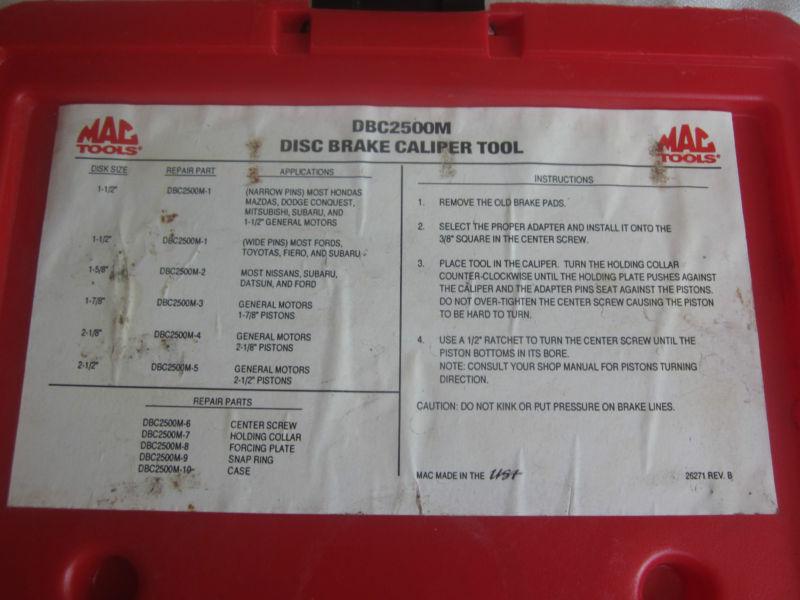 MAC
TOOLS®
DBC2500M
DISC BRAKE CALIPER TOOL
MAC
TOOLS®
DISK SIZE REPAIR PART APPLICATIONS
1-1/2" DBC2500M-1 (NARROW PINS) MOST HONDAS
MAZDAS, DODGE CONQUEST,
MITSUBISHI, SUBARU, AND
1-1/2" GENERAL MOTORS
1-1/2" DBC2500M-1 (WIDE PINS) MOST FORDS,
TOYOTAS, FIERO, AND SUBARU
1-5/8" DBC2500M-2 MOST NISSANS, SUBARU,
DATSUN, AND FORD
1-7/8" DBC2500M-3 GENERAL MOTORS
1-7/8" PISTONS
2-1/8" DBC2500M-4 GENERAL MOTORS
2-1/8" PISTONS
2-1/2" DBC2500M-5 GENERAL MOTORS
2-1/2" PISTONS
REPAIR PARTS
DBC2500M-6 CENTER SCREW
DBC2500M-7 HOLDING COLLAR
DBC2500M-8 FORCING PLATE
DBC2500M-9 SNAP RING
DBC2500M-10 CASE
INSTRUCTIONS
1. REMOVE THE OLD BRAKE PADS.
2. SELECT THE PROPER ADAPTER AND INSTALL IT ONTO THE
3/8" SQUARE IN THE CENTER SCREW.
3. PLACE TOOL IN THE CALIPER. TURN THE HOLDING COLLAR
COUNTER-CLOCKWISE UNTIL THE HOLDING PLATE PUSHES AGAINST
THE CALIPER AND THE ADAPTER PINS SEAT AGAINST THE PISTONS.
DO NOT OVER-TIGHTEN THE CENTER SCREW CAUSING THE PISTON
TO BE HARD TO TURN.
4. USE A 1/2" RATCHET TO TURN THE CENTER SCREW UNTIL THE
PISTON BOTTOMS IN ITS BORE.
NOTE: CONSULT YOUR SHOP MANUAL FOR PISTONS TURNING
DIRECTION.
CAUTION: DO NOT KINK OR PUT PRESSURE ON BRAKE LINES.
MAC MADE IN THE USA
26271 REV. B